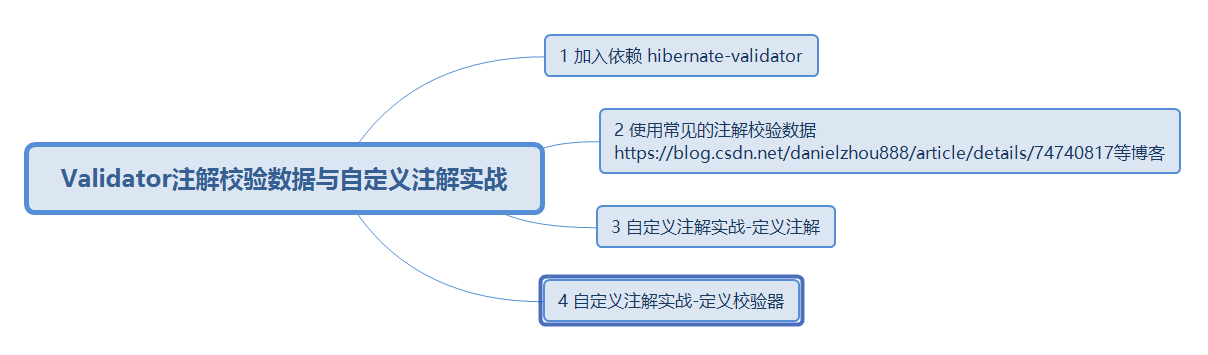 1 加入依赖 hibernate-validator
2 使用常见的注解校验数据
https://blog.csdn.net/danielzhou888/article/details/74740817等博客
Validator注解校验数据与自定义注解实战
3 自定义注解实战-定义注解
4 自定义注解实战-定义校验器